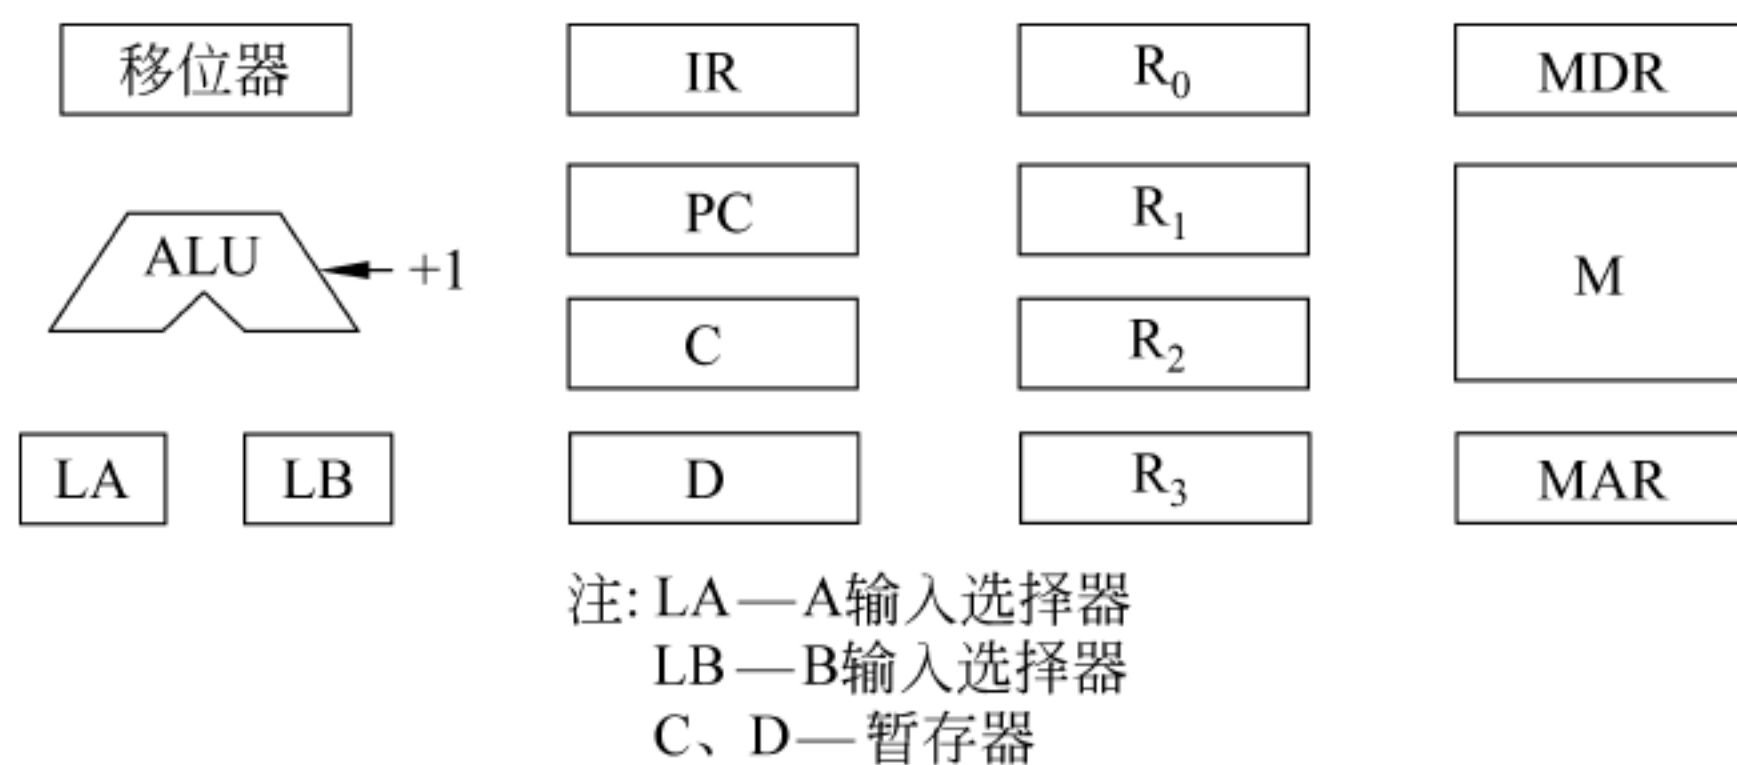 移位器
IR
R₀
MDR
ALU
+1
PC
R₁
M
C
R₂
LA
LB
D
R₃
MAR
注: LA—A输入选择器
LB—B输入选择器
C、D—暂存器